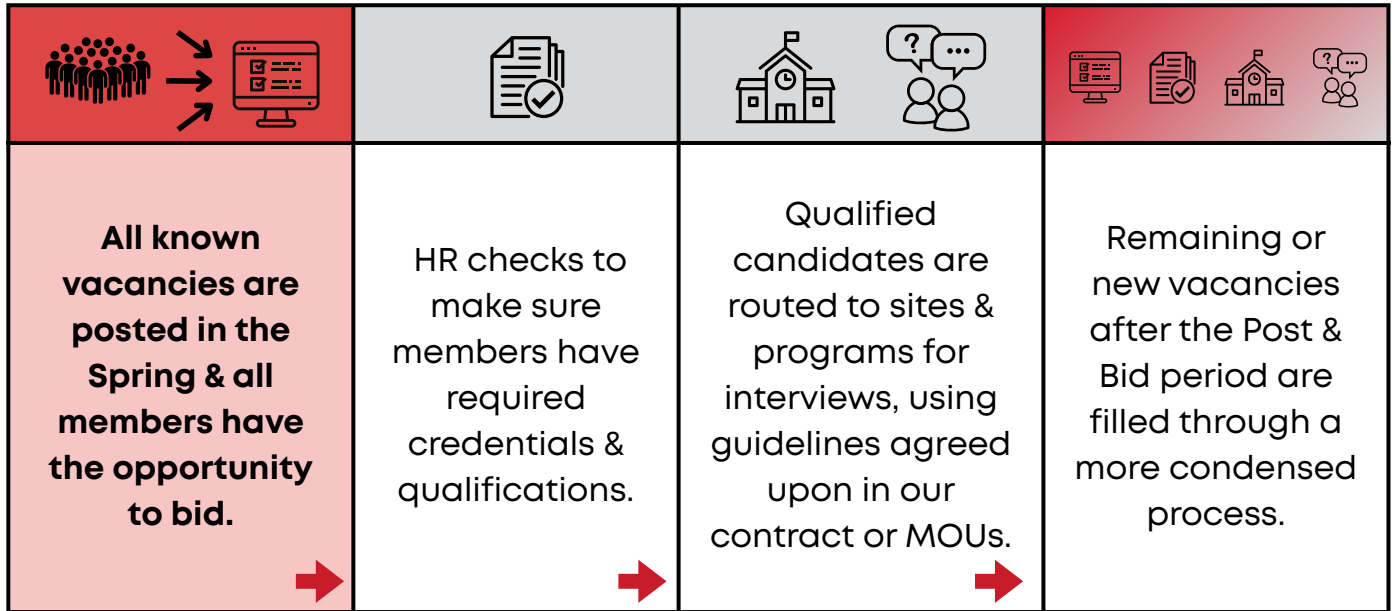 ? ...
? ...
All known
vacancies are
posted in the
Spring & all
members have
the opportunity
to bid.
HR checks to
make sure
members have
required
credentials &
qualifications.
Qualified
candidates are
routed to sites &
programs for
interviews, using
guidelines agreed
upon in our
contract or MOUs.
Remaining or
new vacancies
after the Post &
Bid period are
filled through a
more condensed
process.